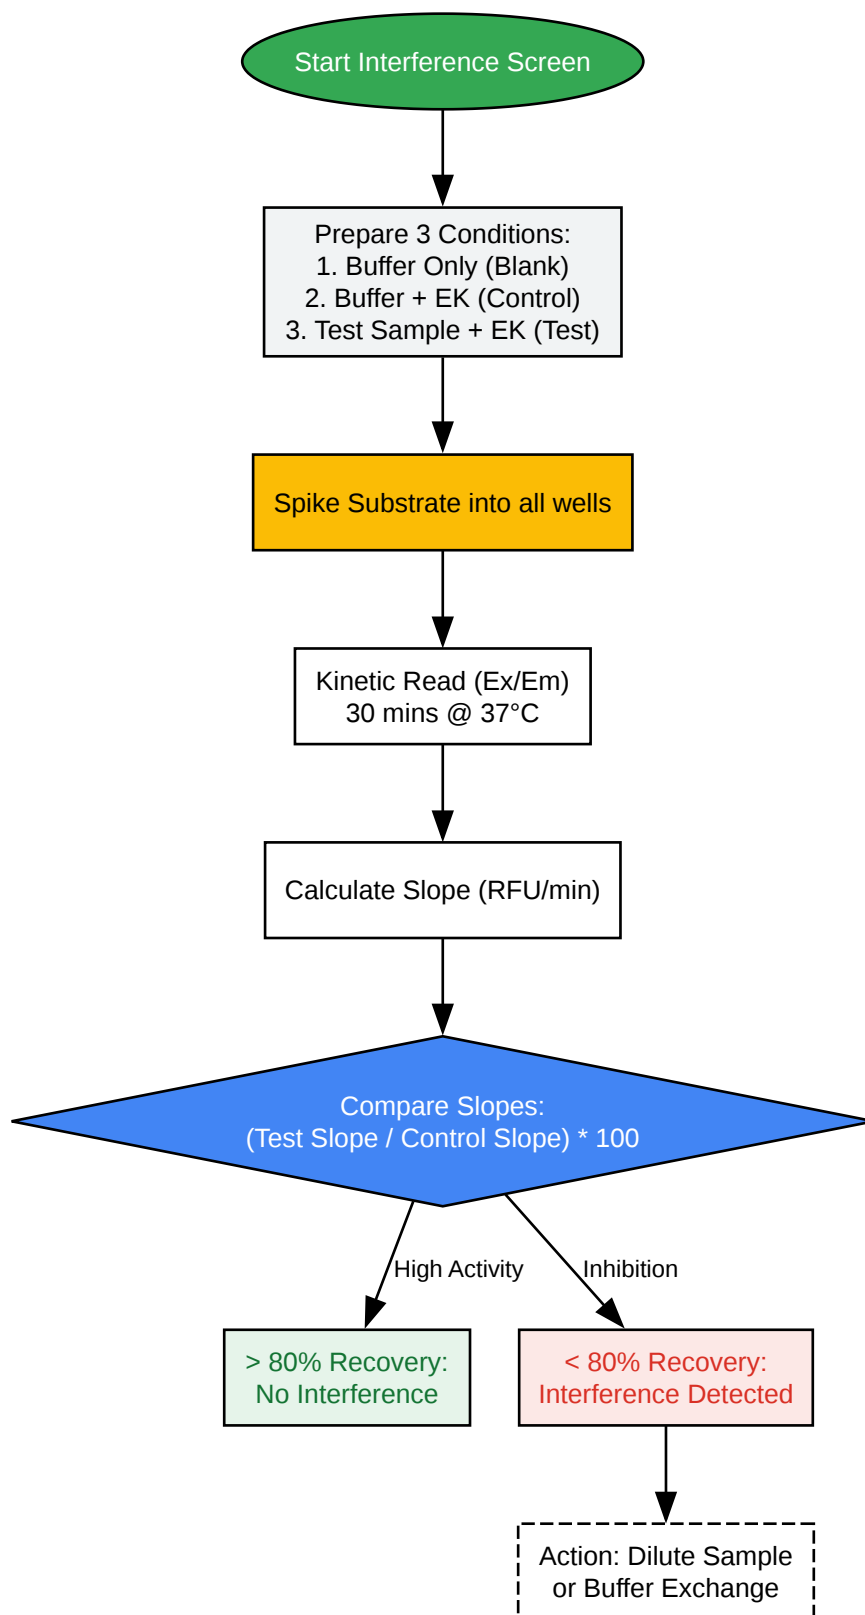 Start Interference Screen
Prepare 3 Conditions:
1. Buffer Only (Blank)
2. Buffer + EK (Control)
3. Test Sample + EK (Test)
Spike Substrate into all wells
Kinetic Read (Ex/Em)
30 mins @ 37°C
Calculate Slope (RFU/min)
Compare Slopes:
(Test Slope / Control Slope) * 100
High Activity
Inhibition
> 80% Recovery:
No Interference
< 80% Recovery:
Interference Detected
Action: Dilute Sample
or Buffer Exchange